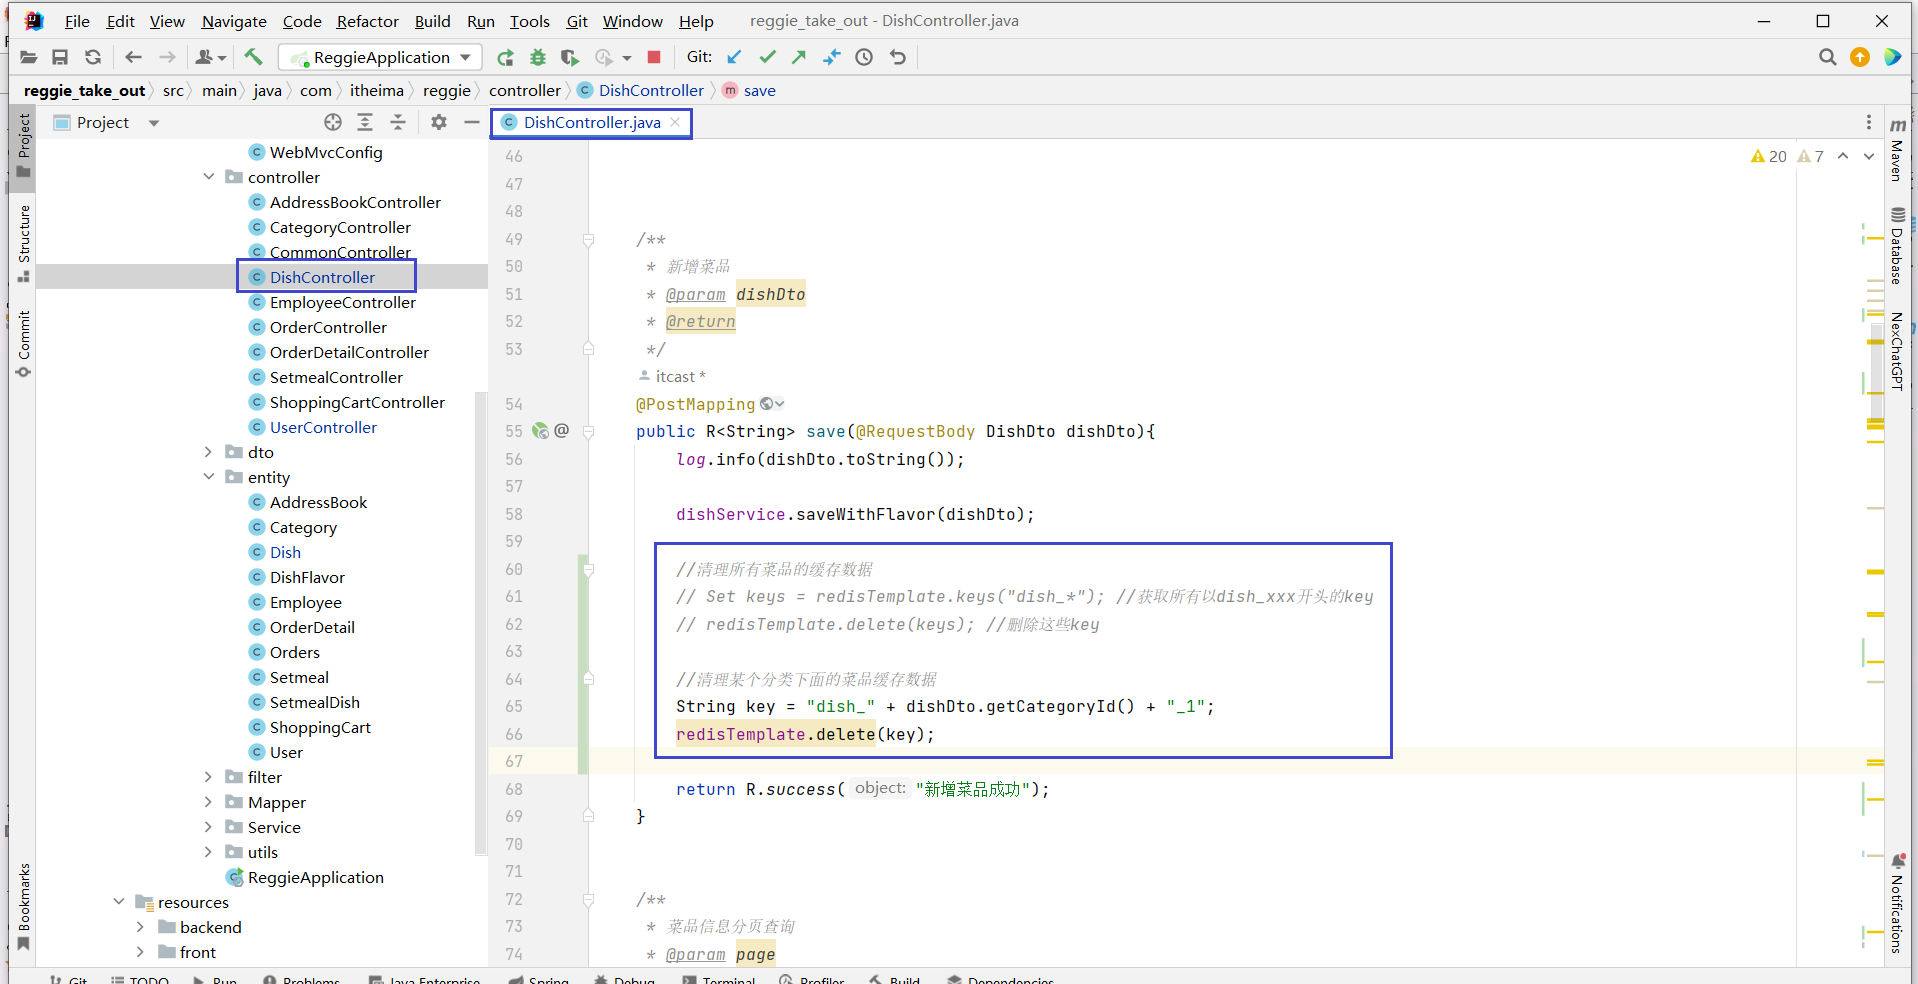 File Edit View Navigate Code Refactor Build Run Tools Git Window Help reggie_take_out - DishController.java
ReggieApplication Git:
reggie_take_out src main java com itheima reggie controller DishController save
Project
DishController.java
Project
Structure
Commit
Bookmarks
WebMvcConfig
controller
AddressBookController
CategoryController
CommonController
DishController
EmployeeController
OrderController
OrderDetailController
SetmealController
ShoppingCartController
UserController
dto
entity
AddressBook
Category
Dish
DishFlavor
Employee
OrderDetail
Orders
Setmeal
SetmealDish
ShoppingCart
User
filter
Mapper
Service
utils
ReggieApplication
resources
backend
front
20 7
46
47
48
49 /**
50 * 新增菜品
51 * @param dishDto
52 * @return
53 */
itcast *
54 @PostMapping
55 public R<String> save(@RequestBody DishDto dishDto){
56 log.info(dishDto.toString());
57
58 dishService.saveWithFlavor(dishDto);
59
60 //清理所有菜品的缓存数据
61 // Set keys = redisTemplate.keys("dish_*"); //获取所有以dish_xxx开头的key
62 // redisTemplate.delete(keys); //删除这些key
63
64 //清理某个分类下面的菜品缓存数据
65 String key = "dish_" + dishDto.getCategoryId() + "_1";
66 redisTemplate.delete(key);
67
68 return R.success( object: "新增菜品成功");
69 }
70
71
72 /**
73 * 菜品信息分页查询
74 * @param page
Maven
Database
NexChatGPT
Notifications
Git TODO Run Problems Java Enterprise Spring Debug Terminal Profiler Build Dependencies